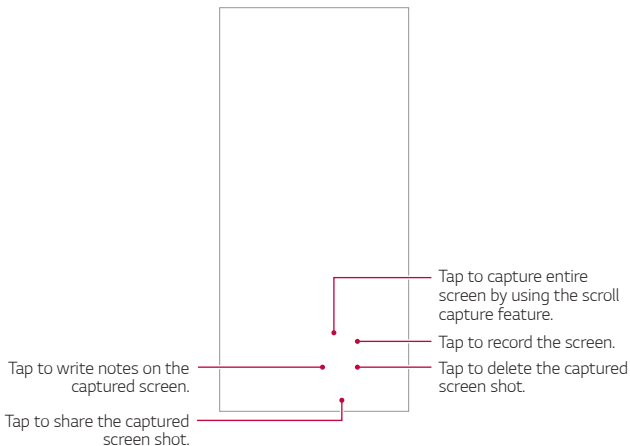 Tap to capture entire
screen by using the scroll
capture feature.
Tap to record the screen.
Tap to write notes on the
captured screen.
Tap to delete the captured
screen shot.
Tap to share the captured
screen shot.